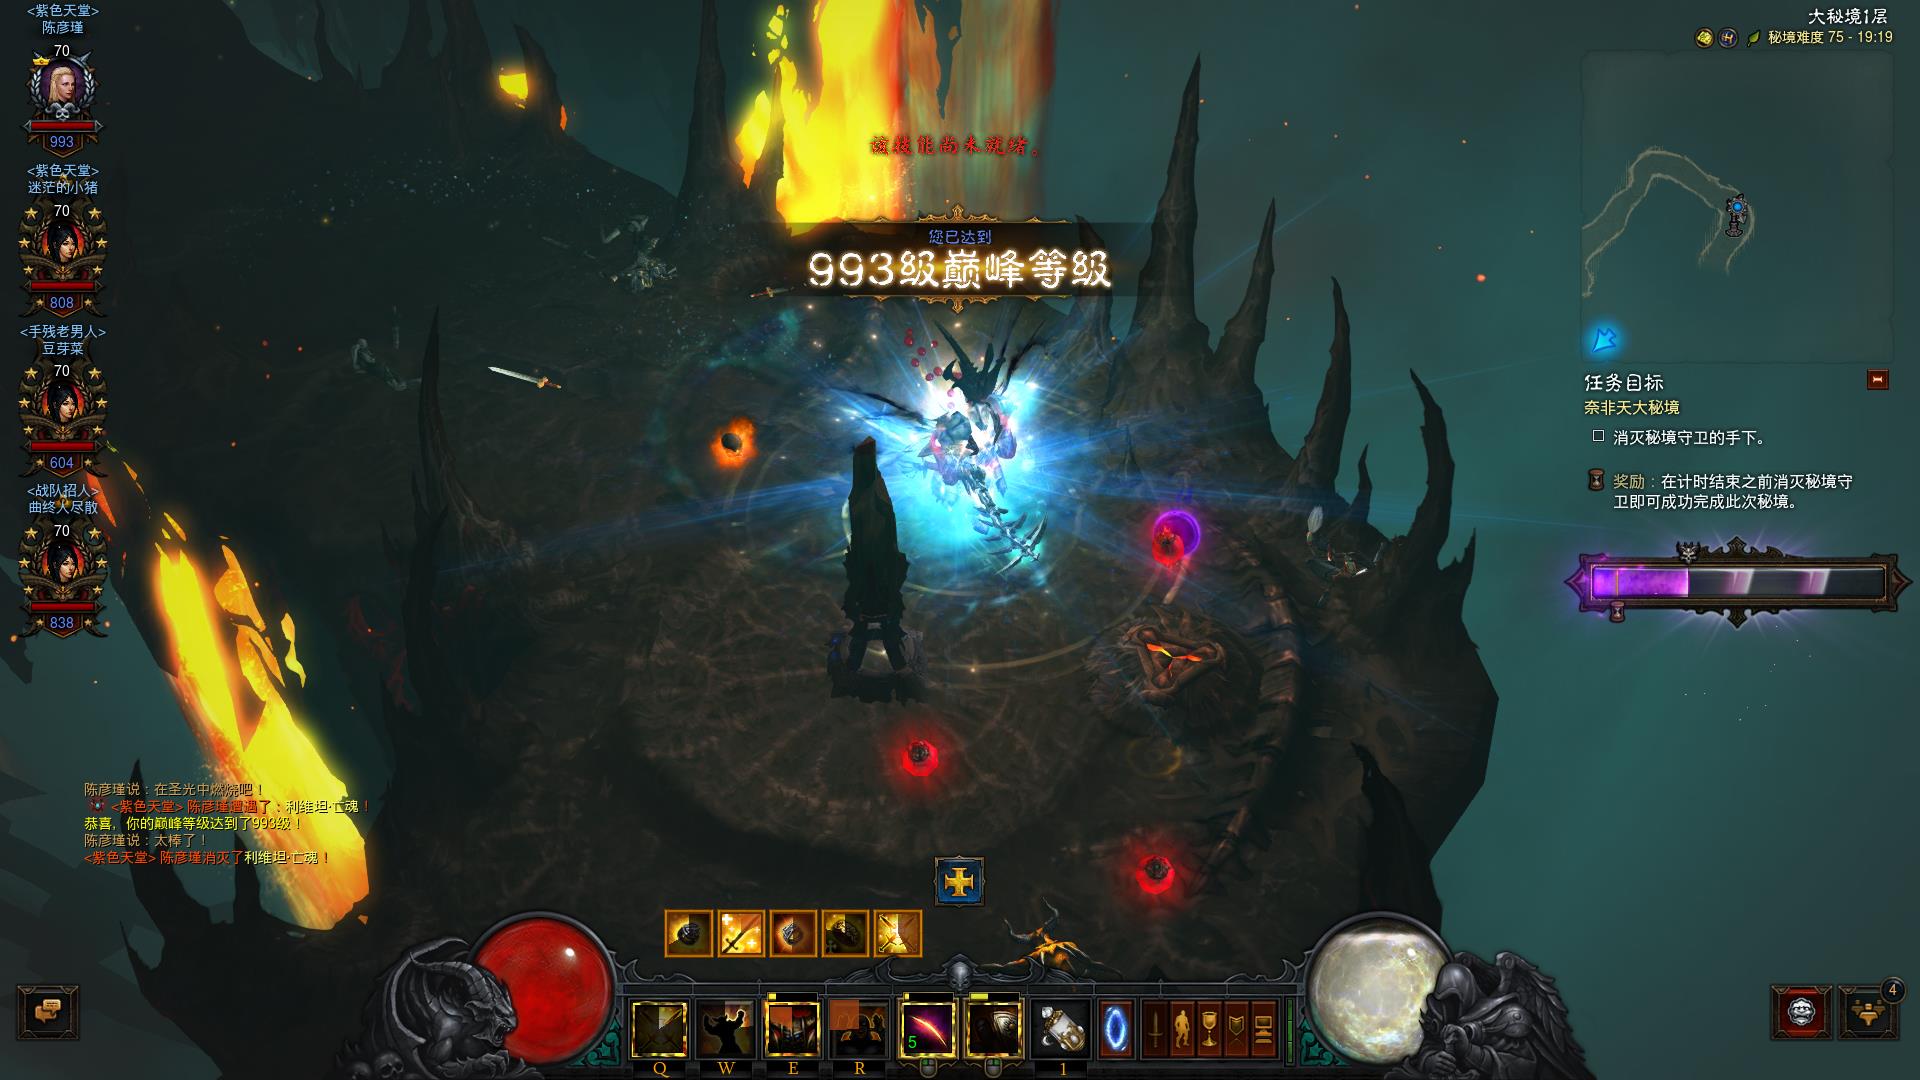 <紫色天堂>
陈彦瑾
70
993
<紫色天堂>
迷茫的小猪
70
808
<手残老男人>
豆芽菜
70
604
<战队招人>
曲终人尽散
70
838
大秘境1层
秘境难度 75 - 19:19
该技能尚未就绪。
您已达到
993级巅峰等级
任务目标
奈非天大秘境
消灭秘境守卫的手下。
奖励：在计时结束之前消灭秘境守
卫即可成功完成此次秘境。
陈彦瑾说：在圣光中燃烧吧！
<紫色天堂> 陈彦瑾遭遇了：利维坦·亡魂！
恭喜，你的巅峰等级达到了993级！
陈彦瑾说：太棒了！
<紫色天堂> 陈彦瑾消灭了利维坦·亡魂！
5
Q W E R 1
4